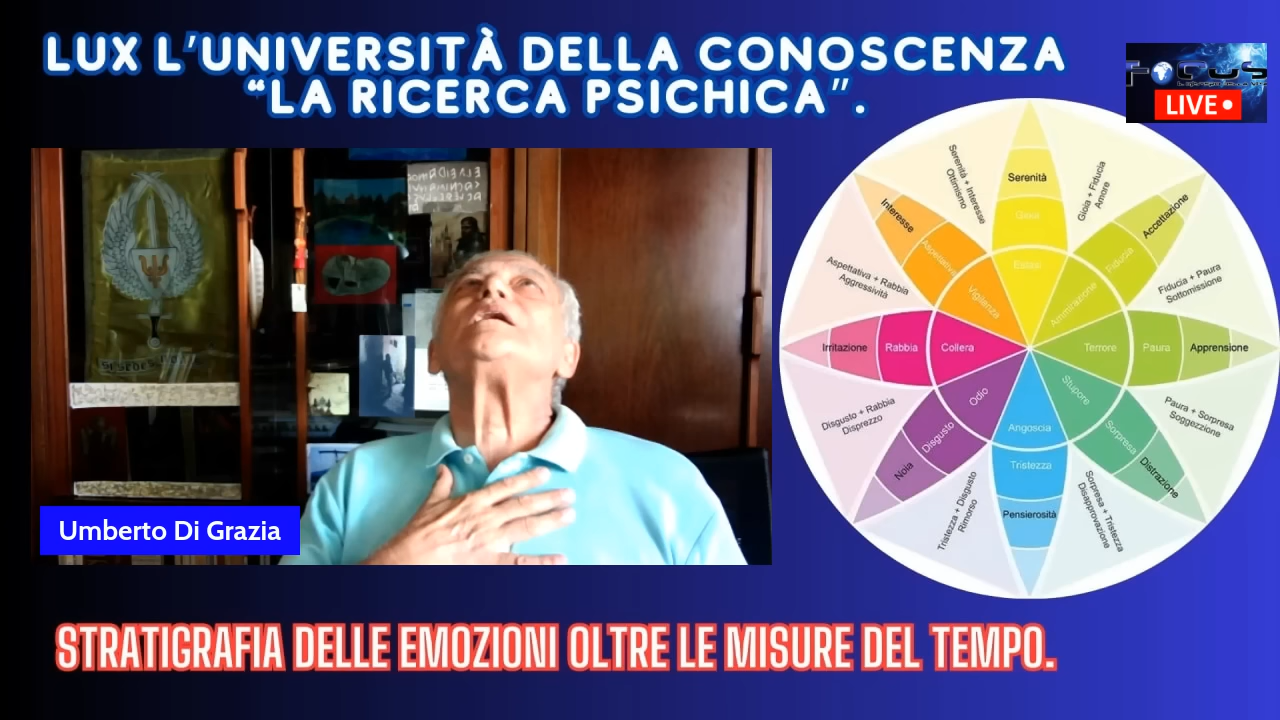 LUX L'UNIVERSITÀ DELLA CONOSCENZA
“LA RICERCA PSICHICA”.
FOCUS
LIVE
Umberto Di Grazia
Serenità + Interesse
Ottimismo
Serenità
Gioia
Estasi
Gioia + Fiducia
Amore
Accettazione
Fiducia
Ammirazione
Fiducia + Paura
Sottomissione
Terrore
Paura
Apprensione
Paura + Sorpresa
Soggezzione
Stupore
Sorpresa
Distrazione
Sorpresa + Tristezza
Disapprovazione
Angoscia
Tristezza
Pensierosità
Tristezza + Disgusto
Rimorso
Odio
Disgusto
Noia
Disgusto + Rabbia
Disprezzo
Irritazione
Rabbia
Collera
Aspettativa + Rabbia
Aggressività
Interesse
Aspettativa
Vigilanza
STRATIGRAFIA DELLE EMOZIONI OLTRE LE MISURE DEL TEMPO.